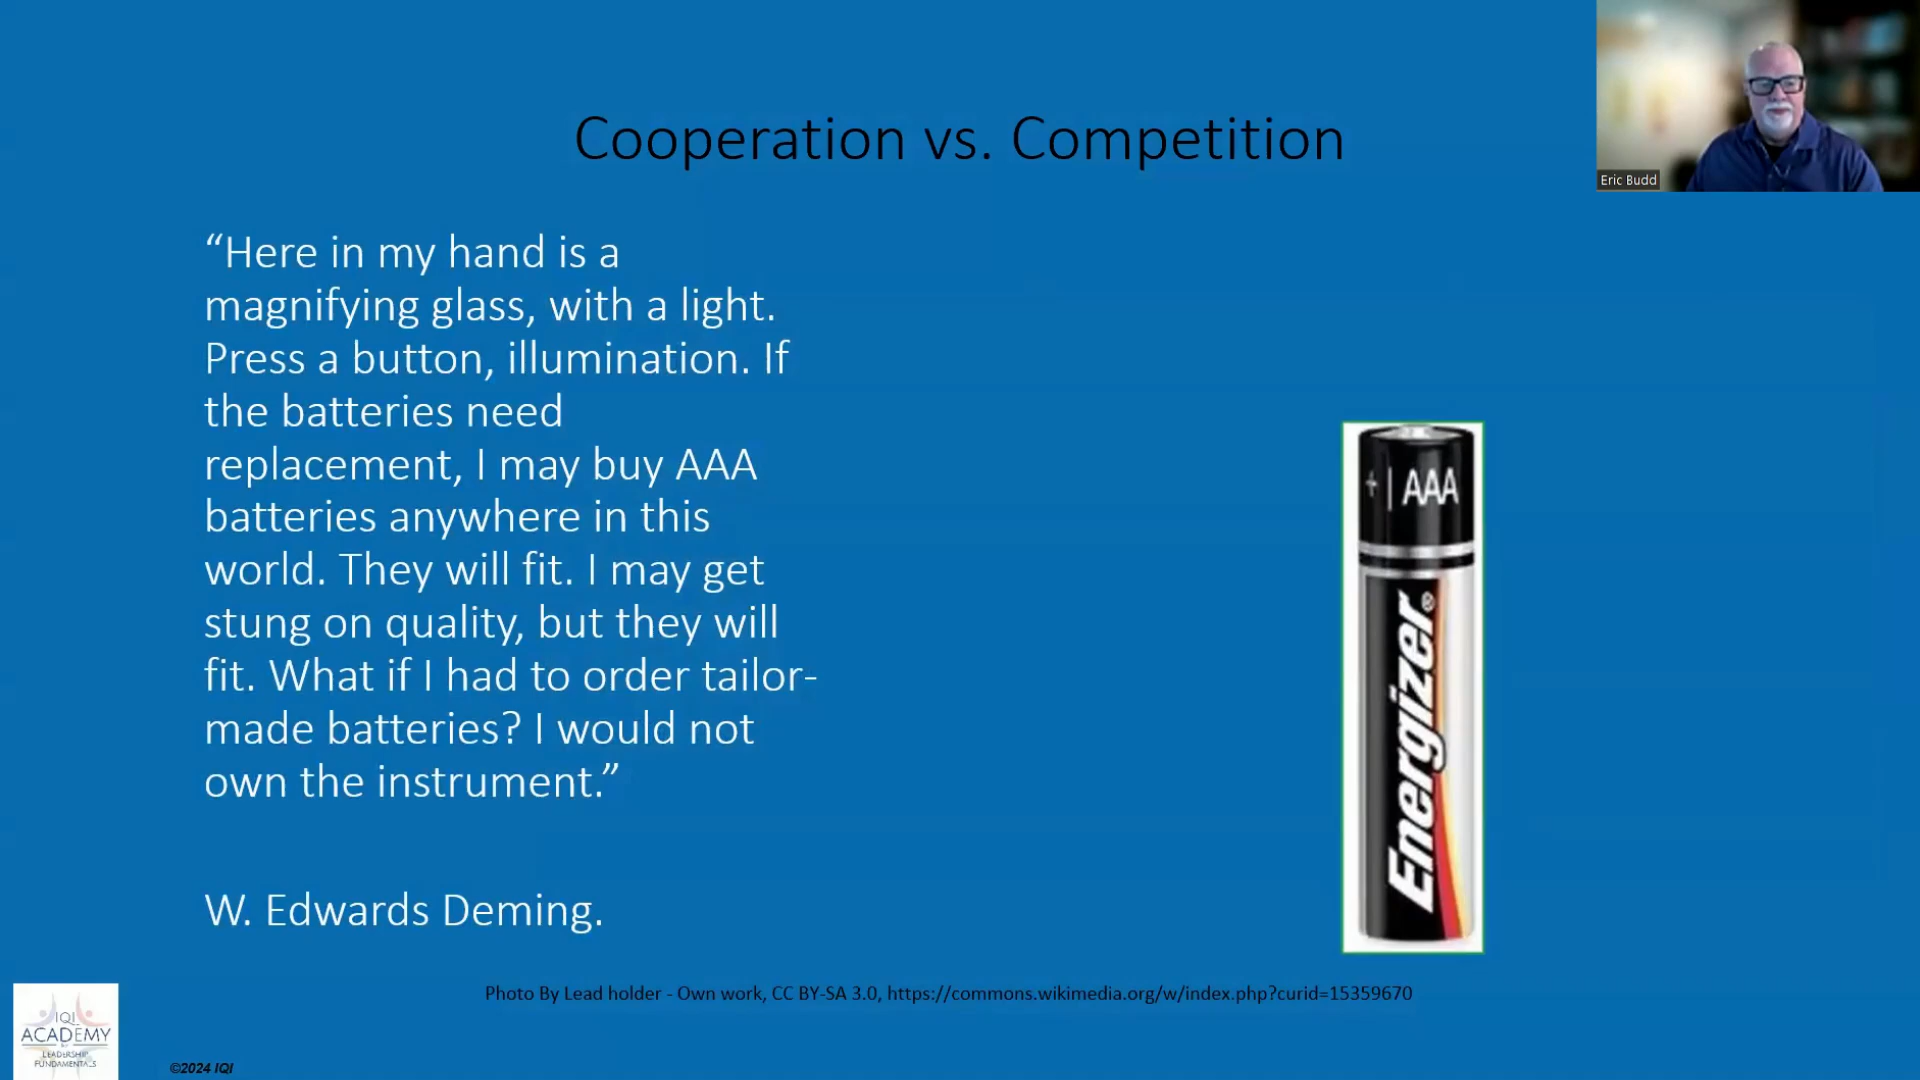 Cooperation vs. Competition
Eric Budd
“Here in my hand is a
magnifying glass, with a light.
Press a button, illumination. If
the batteries need
replacement, I may buy AAA
batteries anywhere in this
world. They will fit. I may get
stung on quality, but they will
fit. What if I had to order tailor-
made batteries? I would not
own the instrument.”
W. Edwards Deming.
+ | AAA
Energizer®
Photo By Lead holder - Own work, CC BY-SA 3.0, https://commons.wikimedia.org/w/index.php?curid=15359670
IQI
ACADEMY
LEADERSHIP
FUNDAMENTALS
©2024 IQI